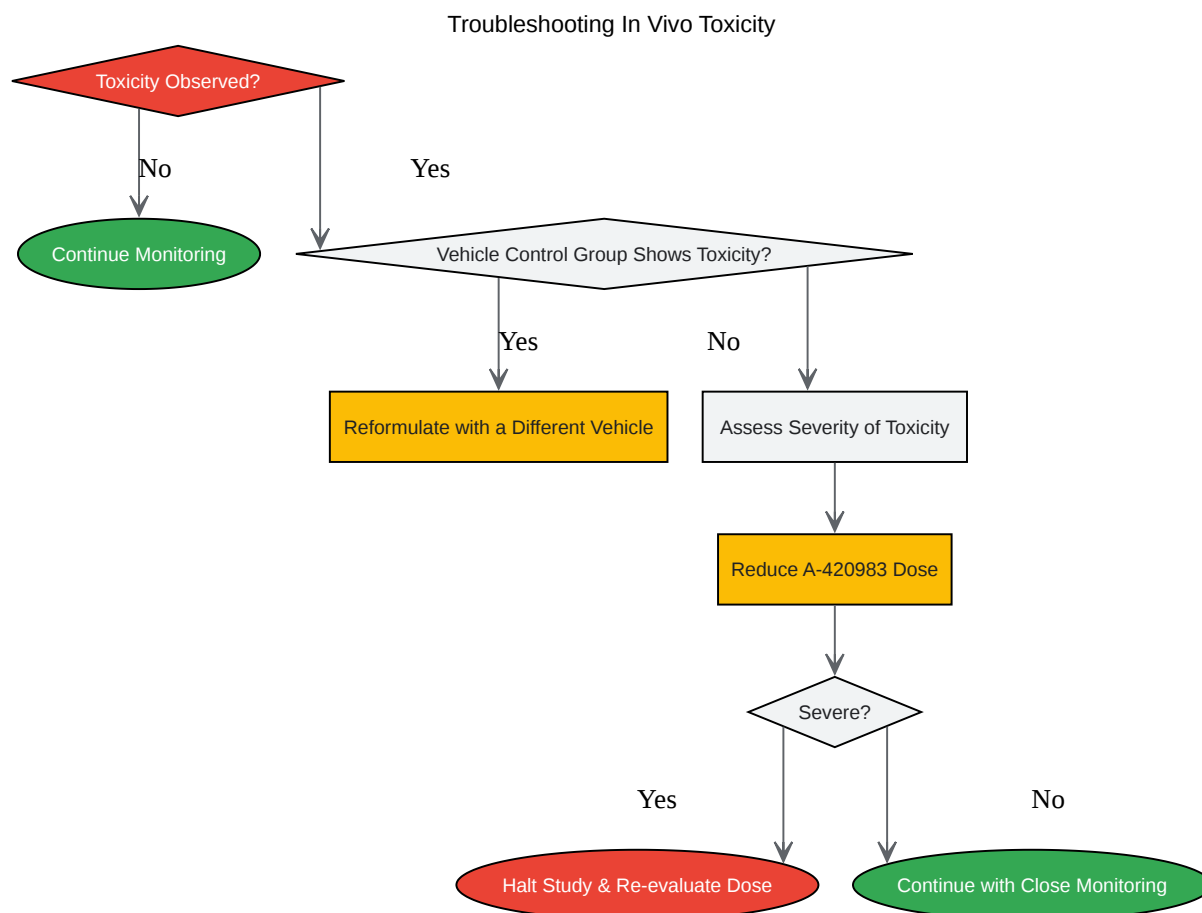 Troubleshooting In Vivo Toxicity
Toxicity Observed?
No
Yes
Continue Monitoring
Vehicle Control Group Shows Toxicity?
Yes
No
Reformulate with a Different Vehicle
Assess Severity of Toxicity
Reduce A-420983 Dose
Severe?
Yes
No
Halt Study & Re-evaluate Dose
Continue with Close Monitoring